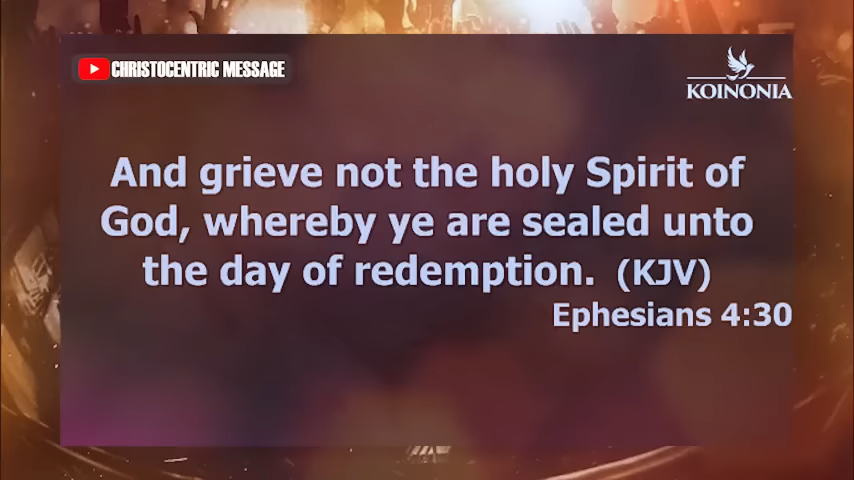 CHRISTOCENTRIC MESSAGE
KOINONIA
And grieve not the holy Spirit of
God, whereby ye are sealed unto
the day of redemption. (KJV)
Ephesians 4:30